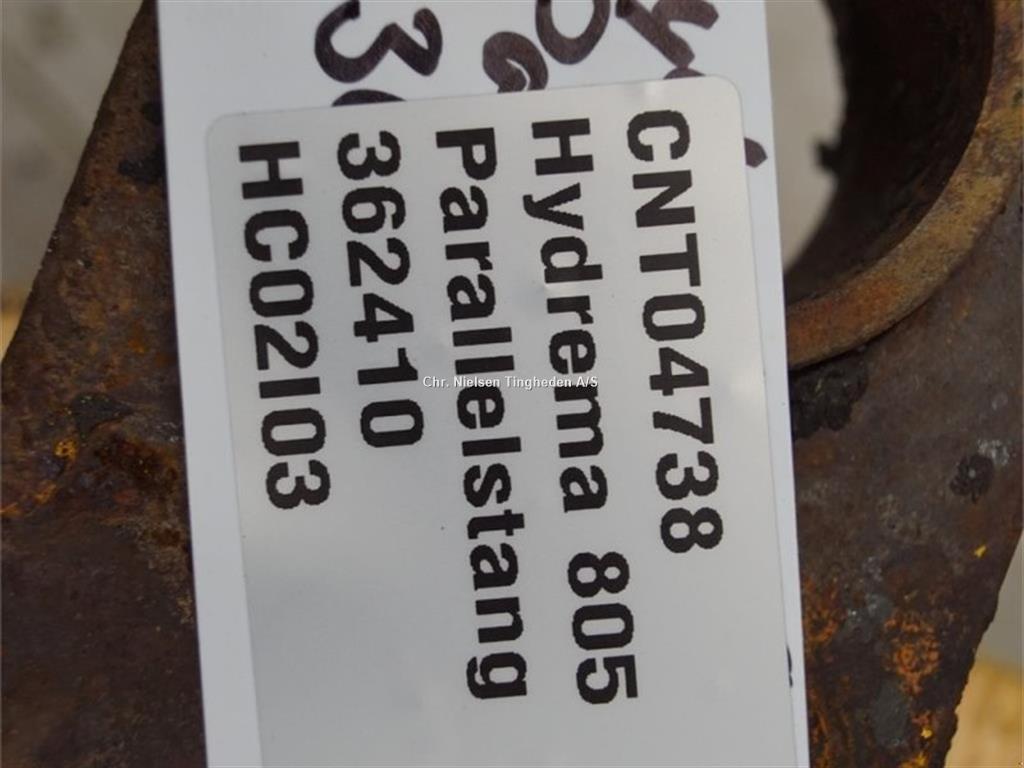 CNT04738
Hydrema 805
Parallelstang
362410
HC02I03
Chr. Nielsen Tingheden A/S